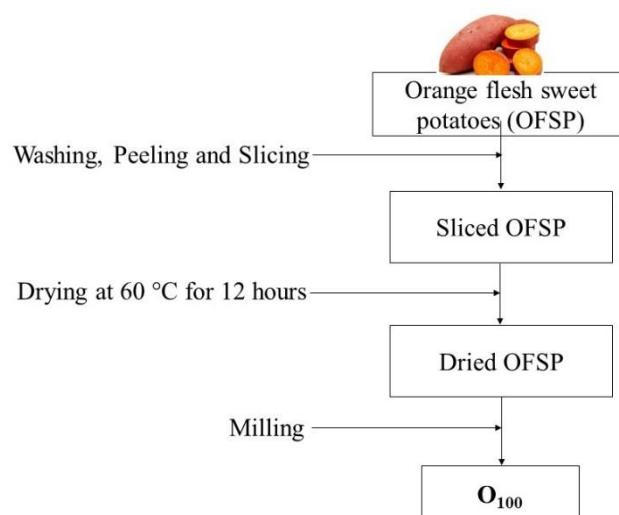 Orange flesh sweet
potatoes (OFSP)
Washing, Peeling and Slicing
Sliced OFSP
Drying at 60 °C for 12 hours
Dried OFSP
Milling
O₁₀₀